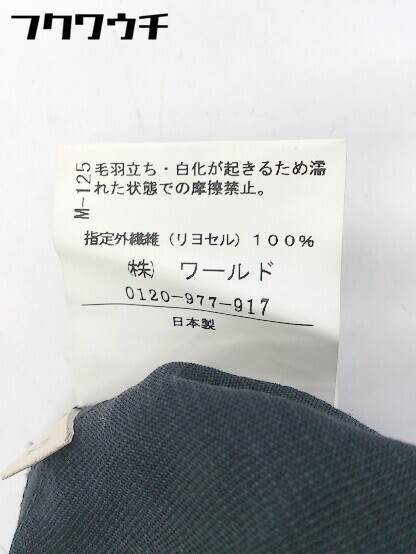 フクワウチ
M-125
毛羽立ち・白化が起きるため濡
れた状態での摩擦禁止。
指定外繊維（リヨセル）１００％
㈱ ワールド
0120-977-917
日本製